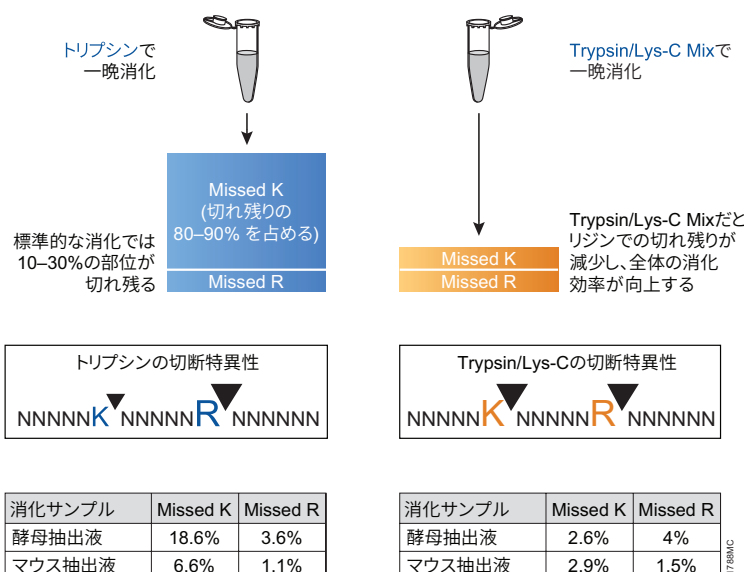 トリプシンで
一晩消化
Trypsin/Lys-C Mixで
一晩消化
Missed K
(切れ残りの
80–90% を占める)
Missed R
標準的な消化では
10–30%の部位が
切れ残る
Missed K
Missed R
Trypsin/Lys-C Mixだと
リジンでの切れ残りが
減少し、全体の消化
効率が向上する
トリプシンの切断特異性
NNNNNK NNNNNR NNNNNN
Trypsin/Lys-Cの切断特異性
NNNNNK NNNNNR NNNNNN
消化サンプル Missed K Missed R
酵母抽出液 18.6% 3.6%
マウス抽出液 6.6% 1.1%
消化サンプル Missed K Missed R
酵母抽出液 2.6% 4%
マウス抽出液 2.9% 1.5%